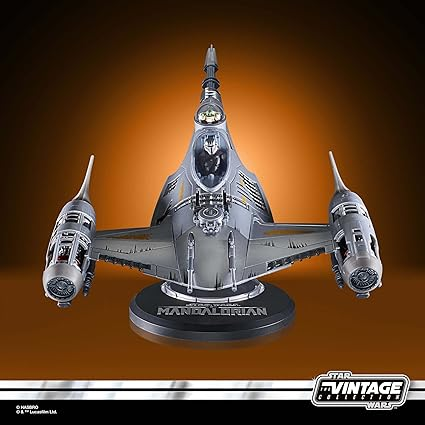 STAR WARS
THE
MANDALORIAN
STAR
THE VINTAGE
COLLECTION
WARS
© HASBRO
© & ™ Lucasfilm Ltd.